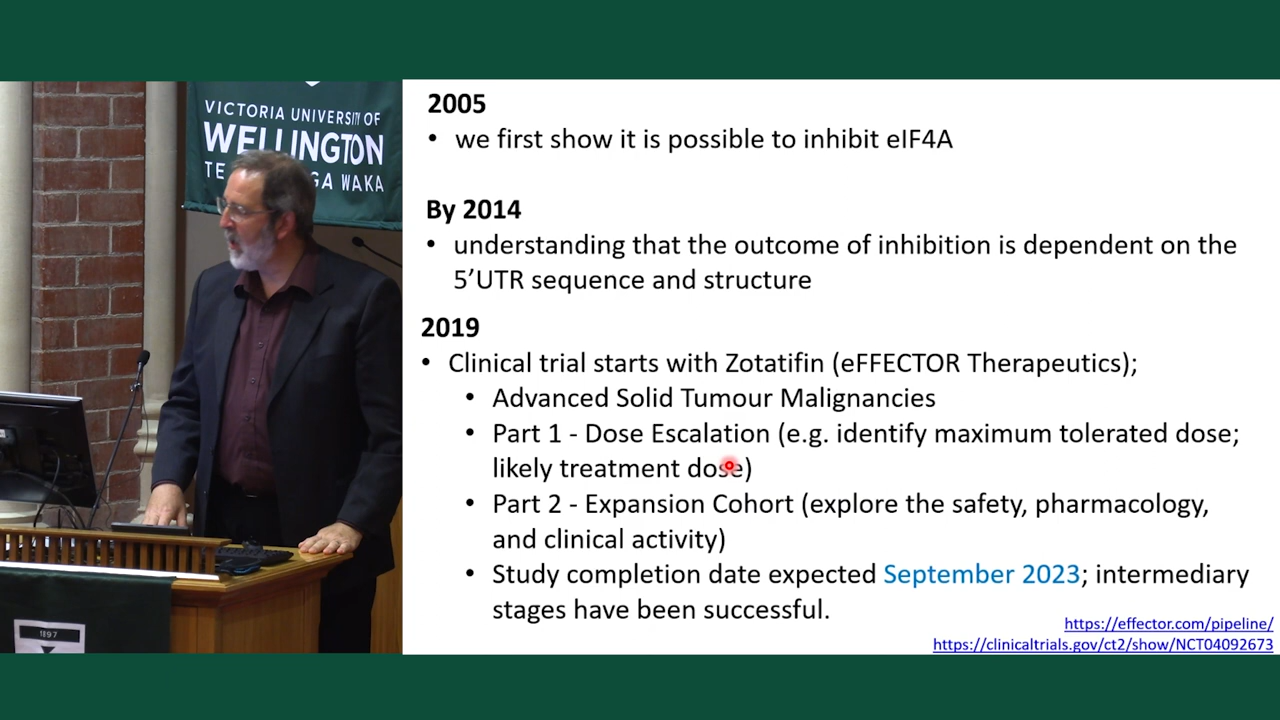 VICTORIA UNIVERSITY OF
WELLINGTON
TE GA WAKA
1897
2005
• we first show it is possible to inhibit eIF4A
By 2014
• understanding that the outcome of inhibition is dependent on the
5’UTR sequence and structure
2019
• Clinical trial starts with Zotatifin (eFFECTOR Therapeutics);
• Advanced Solid Tumour Malignancies
• Part 1 - Dose Escalation (e.g. identify maximum tolerated dose;
likely treatment dose)
• Part 2 - Expansion Cohort (explore the safety, pharmacology,
and clinical activity)
• Study completion date expected September 2023; intermediary
stages have been successful.
https://effector.com/pipeline/
https://clinicaltrials.gov/ct2/show/NCT04092673